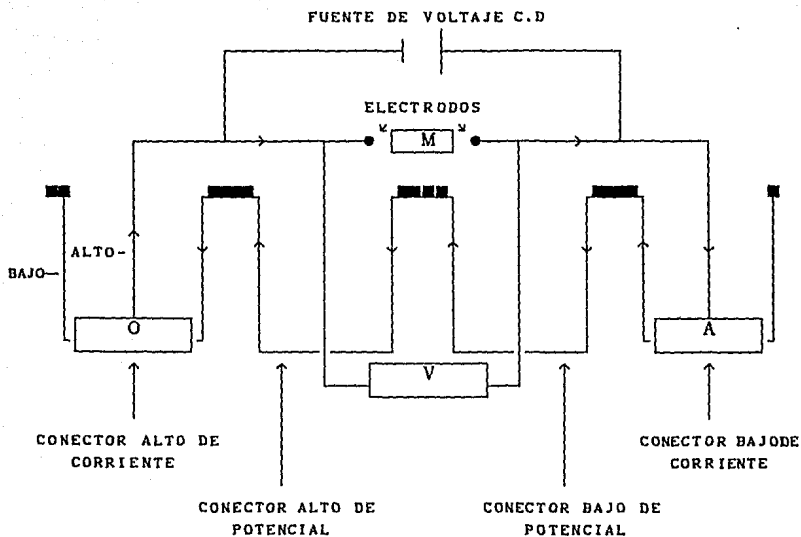 FUENTE DE VOLTAJE C.D
ELECTRODOS
M
ALTO
BAJO
O
A
V
CONECTOR ALTO DE
CORRIENTE
CONECTOR BAJODE
CORRIENTE
CONECTOR ALTO DE
POTENCIAL
CONECTOR BAJO DE
POTENCIAL